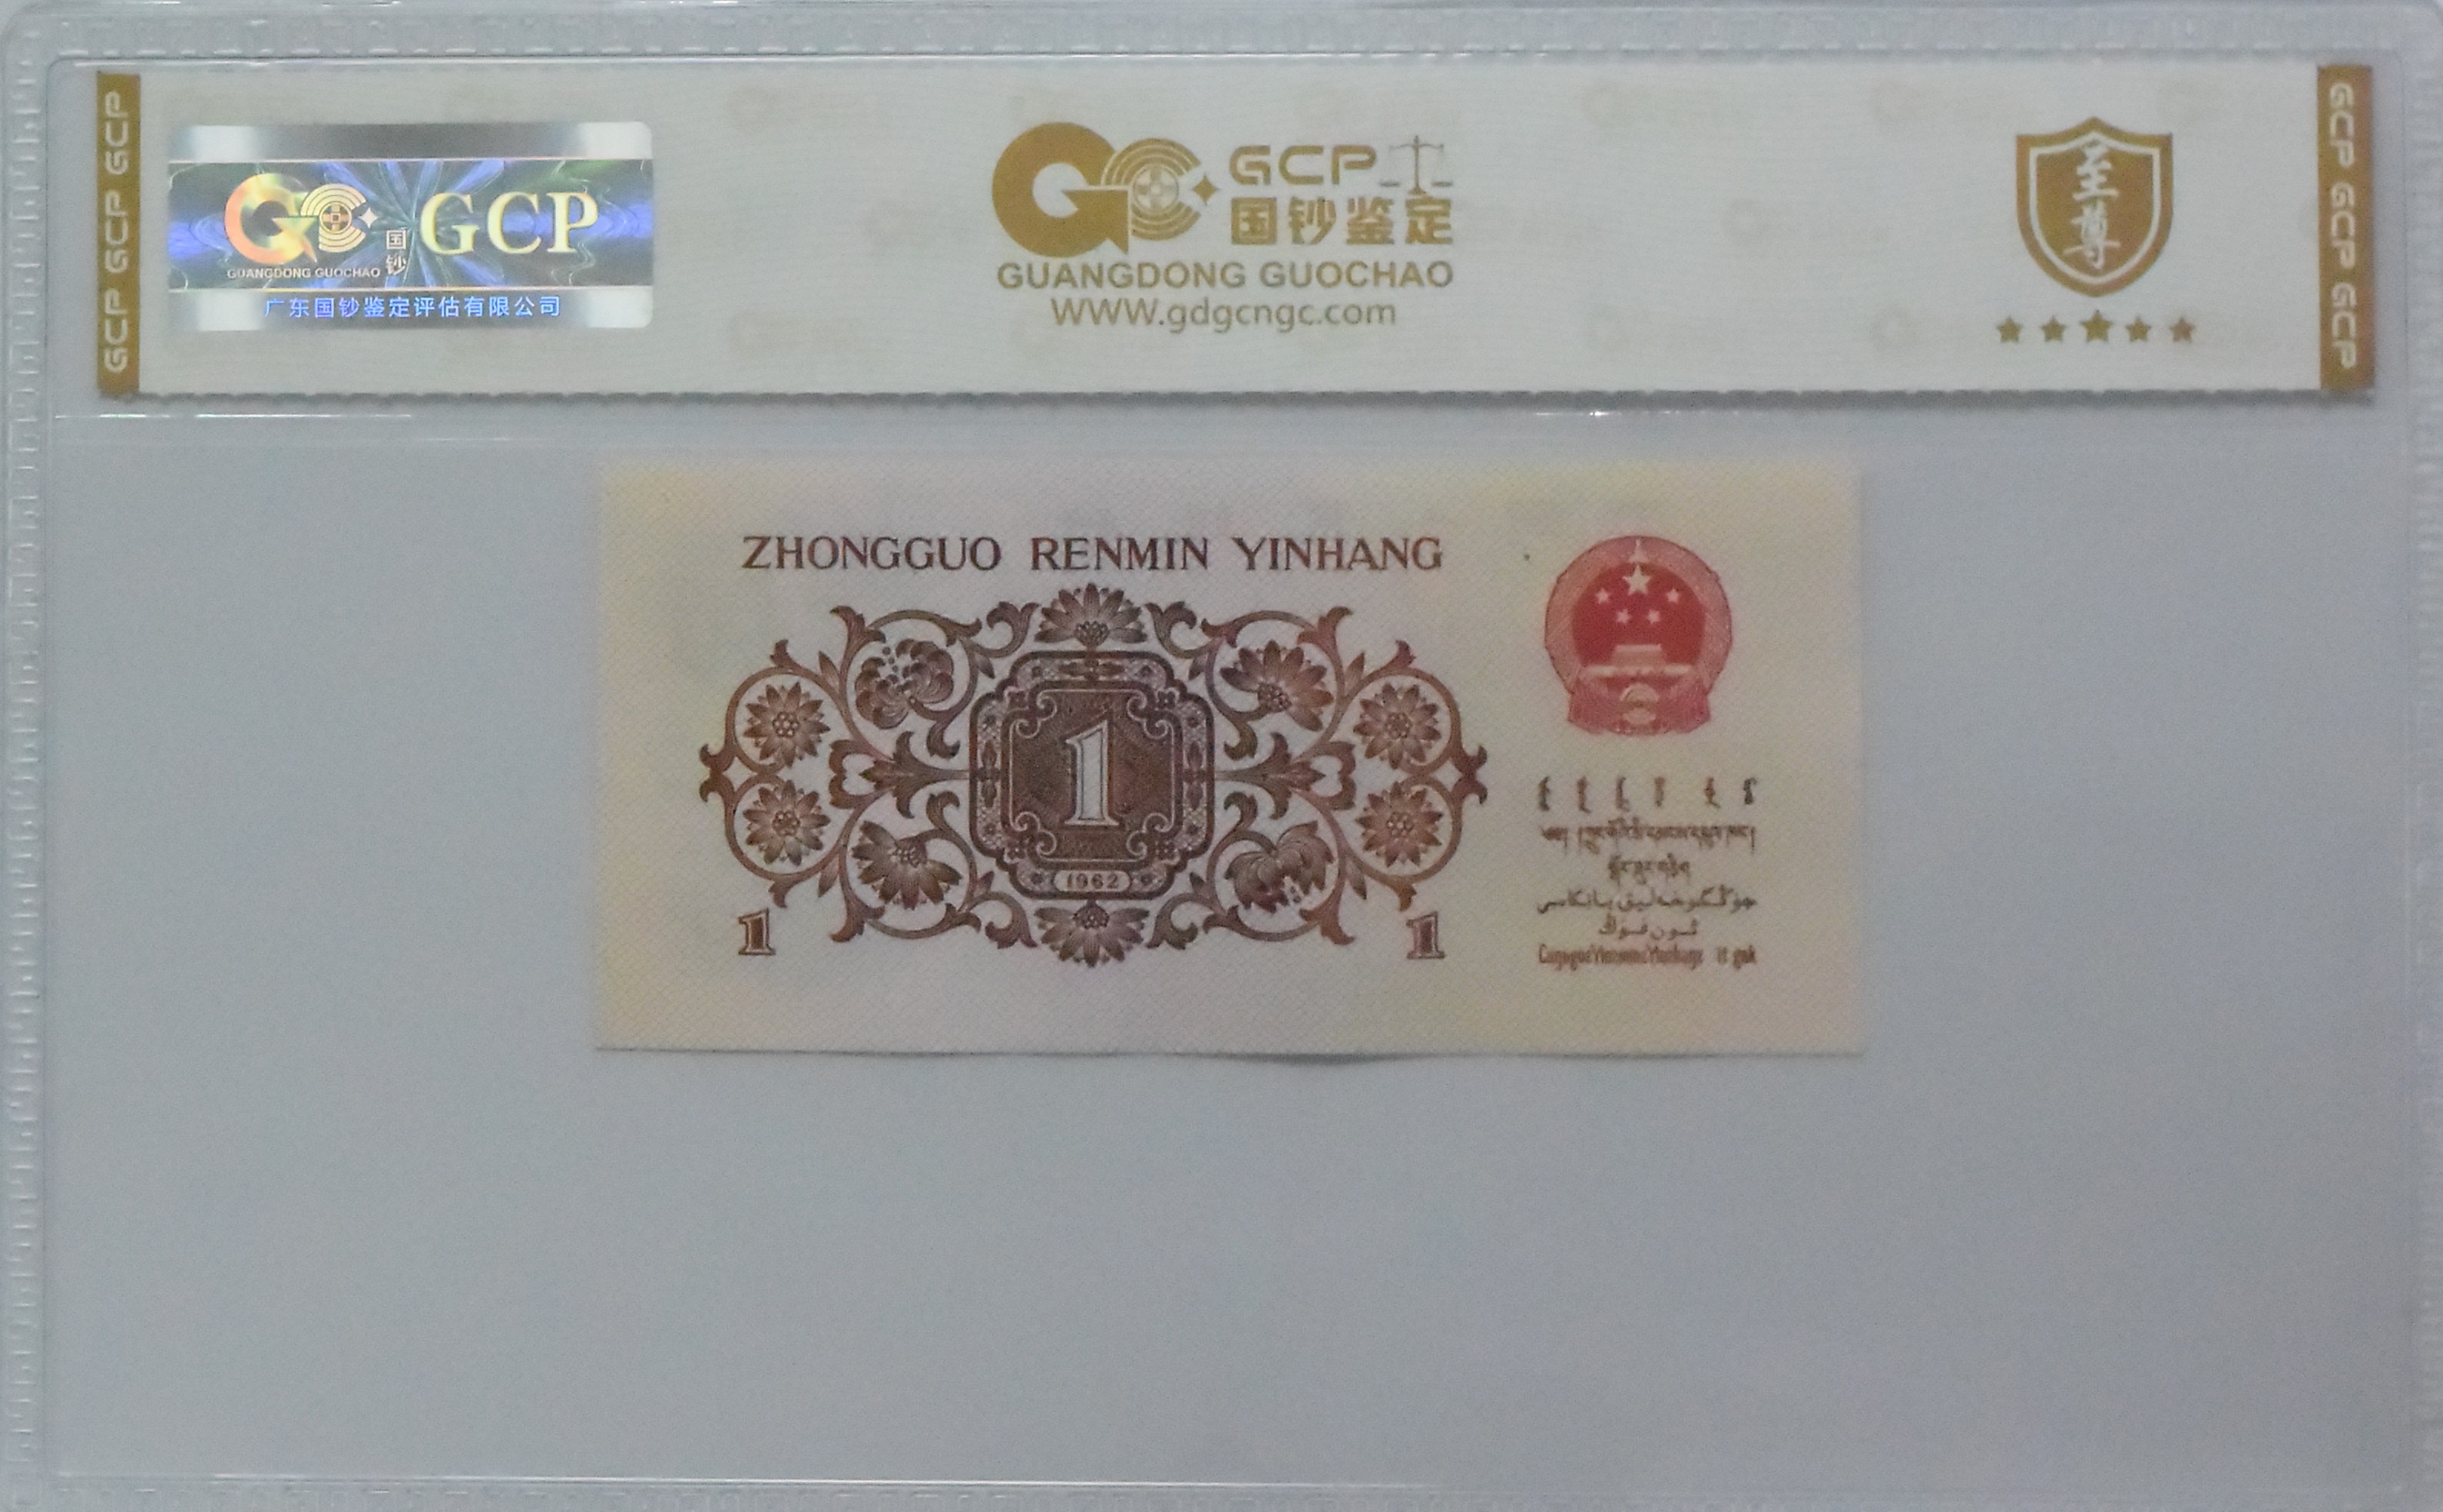 GCP GCP GCP
国钞
GCP
GUANGDONG GUOCHAO
广东国钞鉴定评估有限公司
GCP
国钞鉴定
GUANGDONG GUOCHAO
WWW.gdgcngc.com
至尊
GCP GCP GCP
ZHONGGUO RENMIN YINHANG
1
1962
1
1